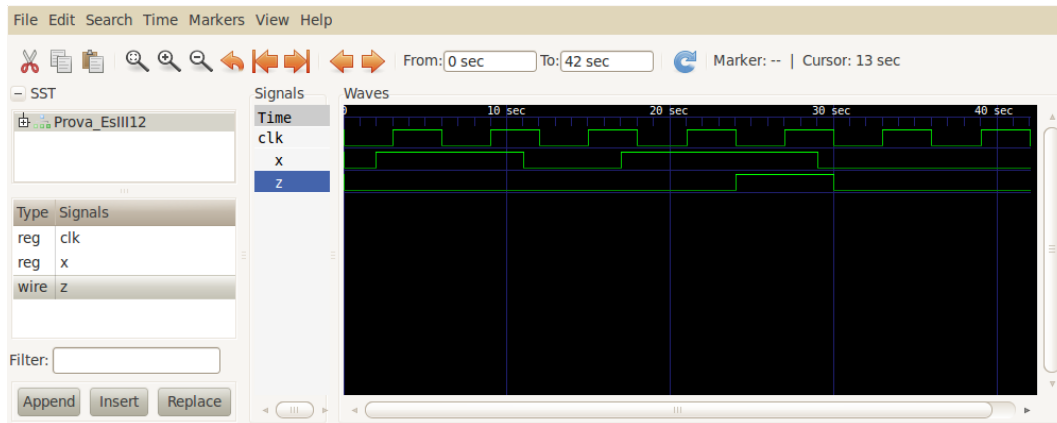 File Edit Search Time Markers View Help
From: 0 sec To: 42 sec Marker: -- | Cursor: 13 sec
SST
Prova_EsIII12
Type Signals
reg clk
reg x
wire z
Filter:
Append Insert Replace
Signals
Time
clk
x
z
Waves
0 10 sec 20 sec 30 sec 40 sec